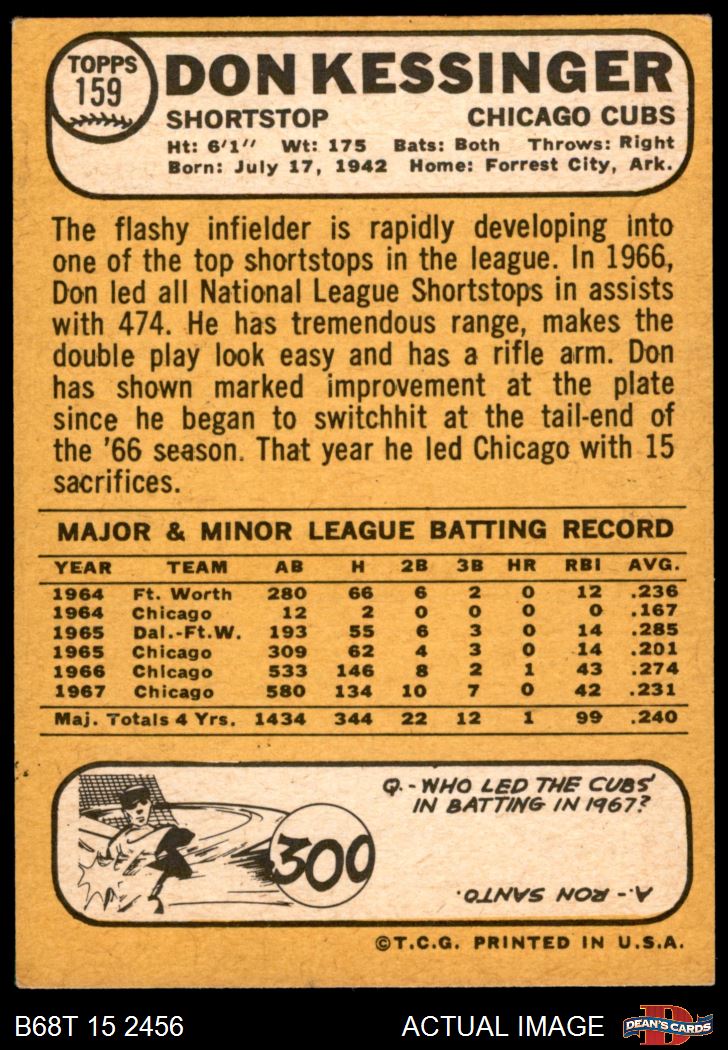 TOPPS
159
DON KESSINGER
SHORTSTOP CHICAGO CUBS
Ht: 6'1" Wt: 175 Bats: Both Throws: Right
Born: July 17, 1942 Home: Forrest City, Ark.
The flashy infielder is rapidly developing into
one of the top shortstops in the league. In 1966,
Don led all National League Shortstops in assists
with 474. He has tremendous range, makes the
double play look easy and has a rifle arm. Don
has shown marked improvement at the plate
since he began to switchhit at the tail-end of
the '66 season. That year he led Chicago with 15
sacrifices.
MAJOR & MINOR LEAGUE BATTING RECORD
YEAR TEAM AB H 2B 3B HR RBI AVG.
1964 Ft. Worth 280 66 6 2 0 12 .236
1964 Chicago 12 2 0 0 0 0 .167
1965 Dal.-Ft.W. 193 55 6 3 0 14 .285
1965 Chicago 309 62 4 3 0 14 .201
1966 Chicago 533 146 8 2 1 43 .274
1967 Chicago 580 134 10 7 0 42 .231
Maj. Totals 4 Yrs. 1434 344 22 12 1 99 .240
Q.-WHO LED THE CUBS'
IN BATTING IN 1967?
300
A.-RON SANTO.
©T.C.G. PRINTED IN U.S.A.
B68T 15 2456 ACTUAL IMAGE
D
DEAN'S CARDS